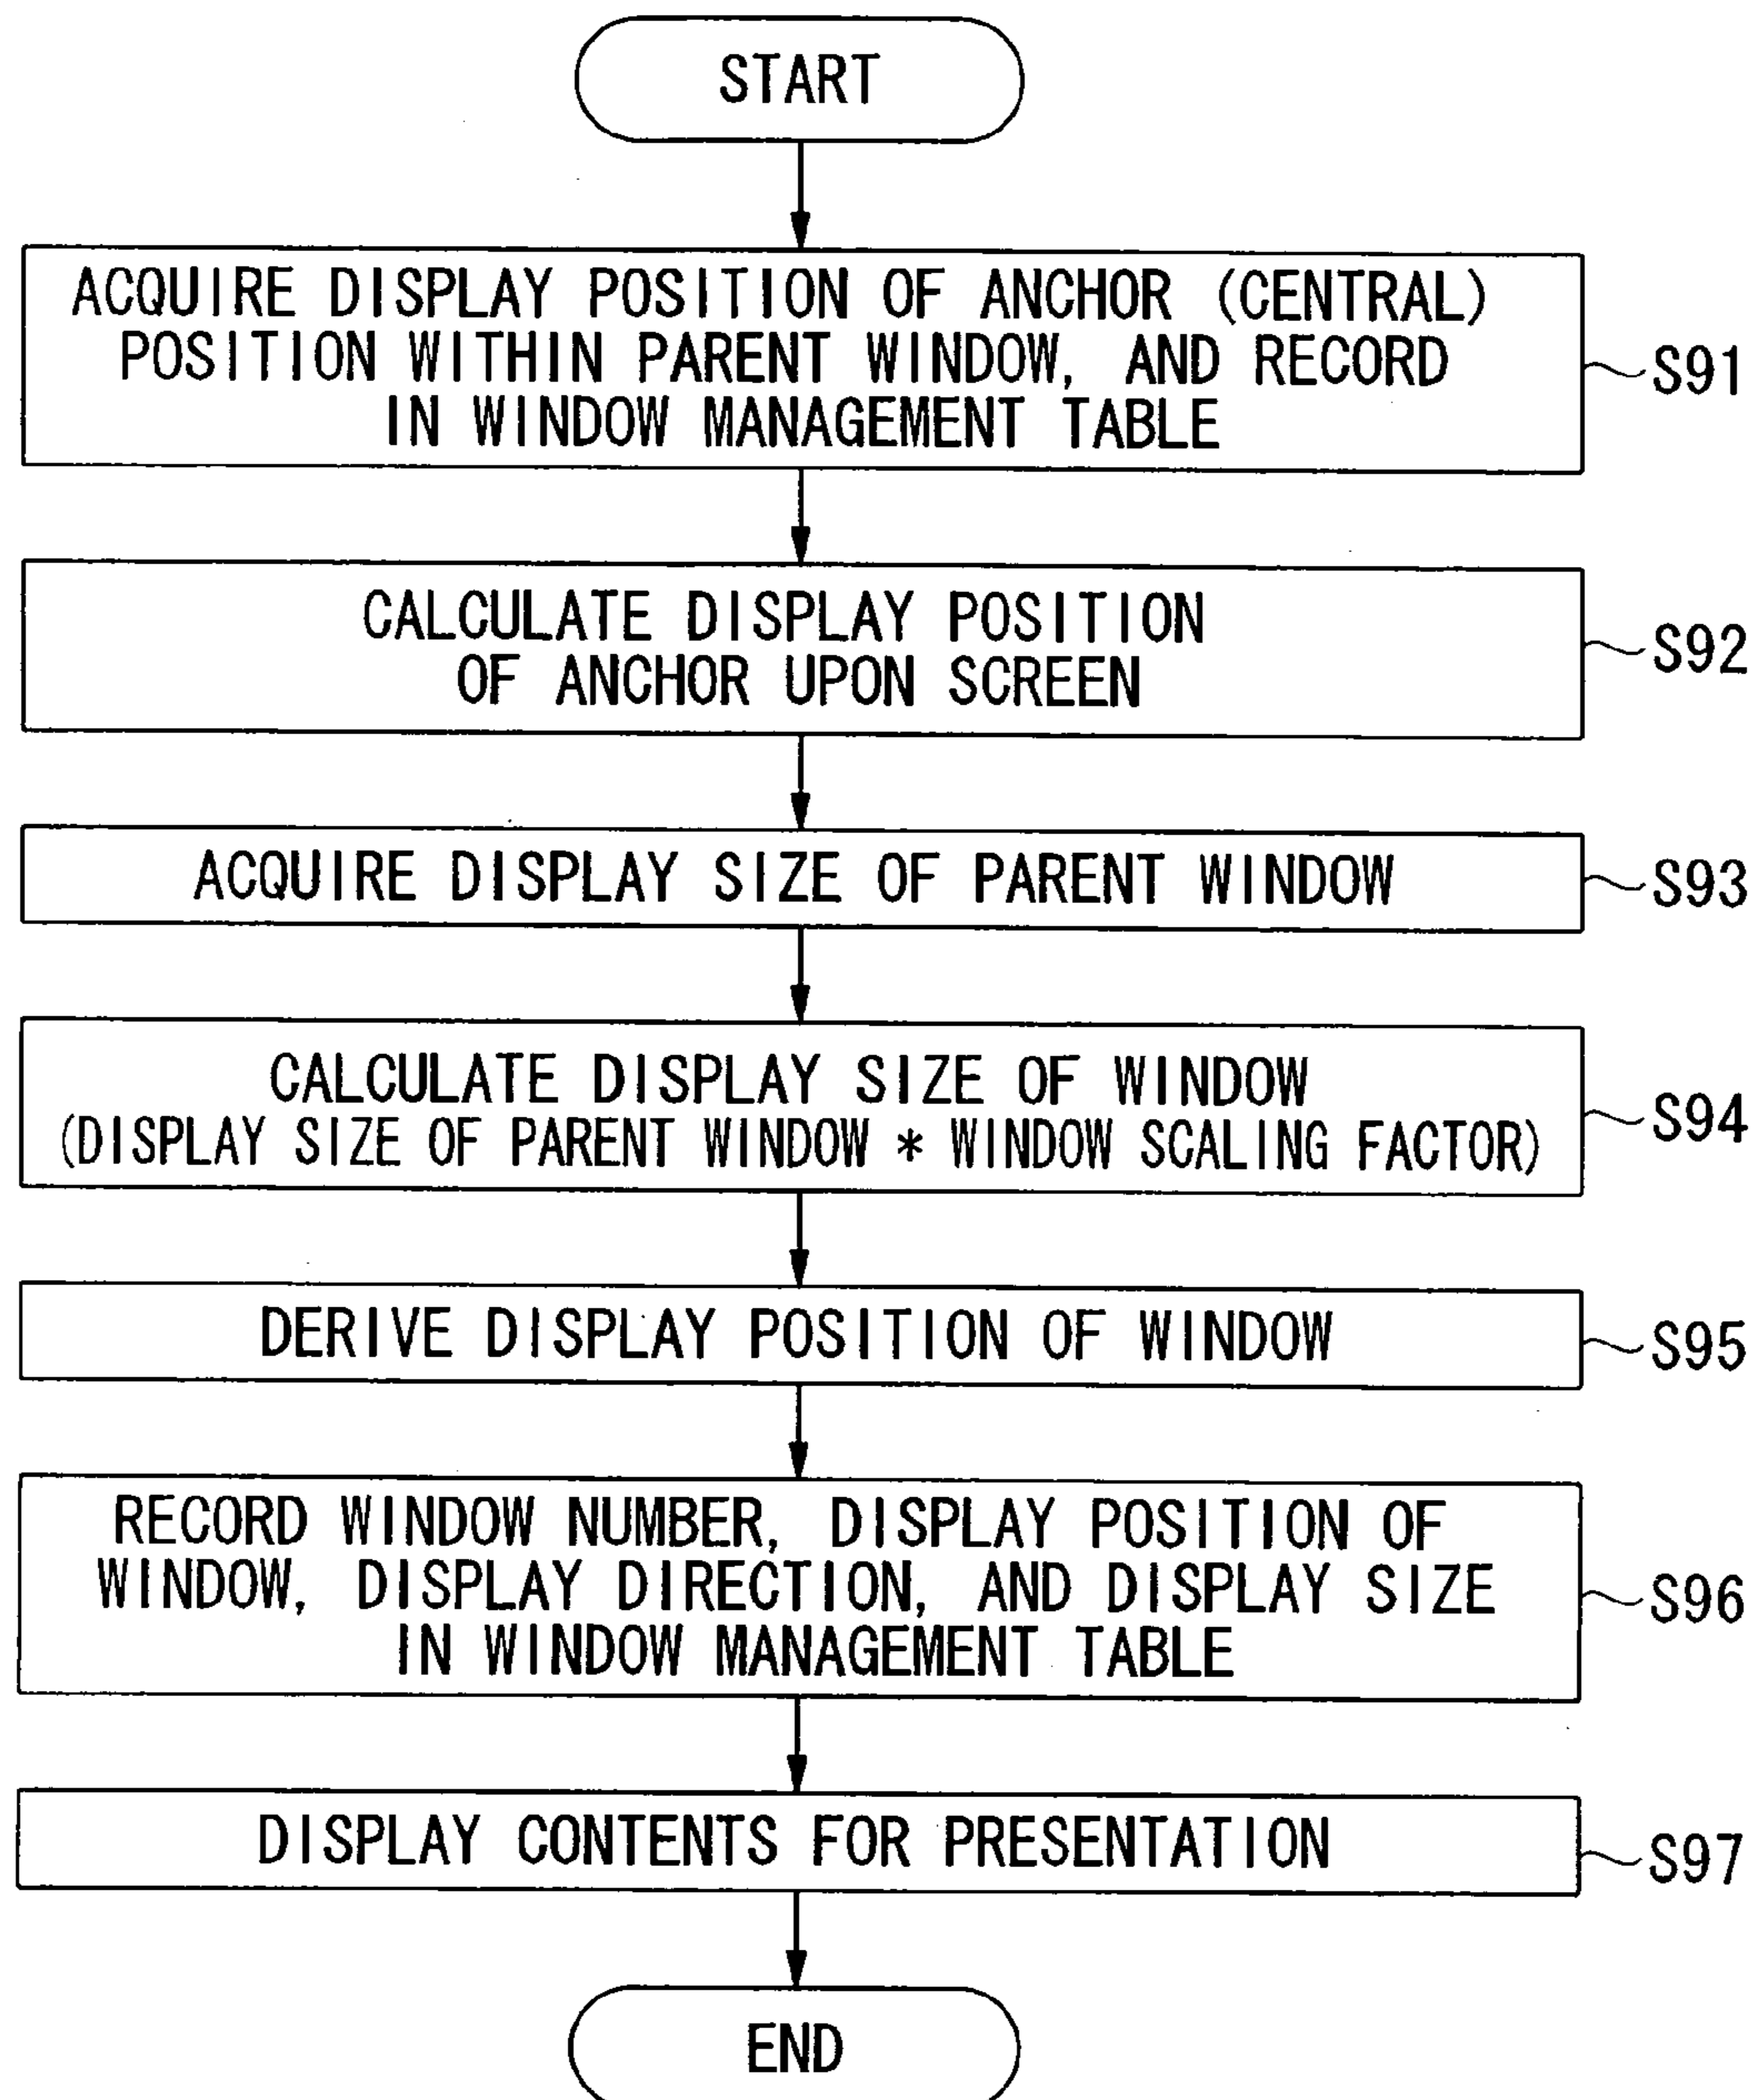 START
ACQUIRE DISPLAY POSITION OF ANCHOR (CENTRAL)
POSITION WITHIN PARENT WINDOW, AND RECORD
IN WINDOW MANAGEMENT TABLE
S91
CALCULATE DISPLAY POSITION
OF ANCHOR UPON SCREEN
S92
ACQUIRE DISPLAY SIZE OF PARENT WINDOW
S93
CALCULATE DISPLAY SIZE OF WINDOW
(DISPLAY SIZE OF PARENT WINDOW * WINDOW SCALING FACTOR)
S94
DERIVE DISPLAY POSITION OF WINDOW
S95
RECORD WINDOW NUMBER, DISPLAY POSITION OF
WINDOW, DISPLAY DIRECTION, AND DISPLAY SIZE
IN WINDOW MANAGEMENT TABLE
S96
DISPLAY CONTENTS FOR PRESENTATION
S97
END